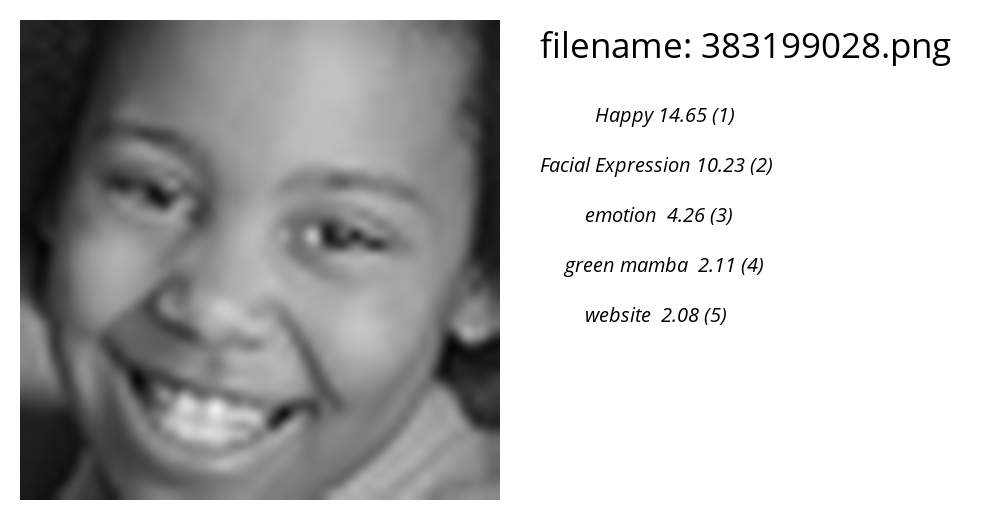 filename: 383199028.png
Happy 14.65 (1)
Facial Expression 10.23 (2)
emotion 4.26 (3)
green mamba 2.11 (4)
website 2.08 (5)